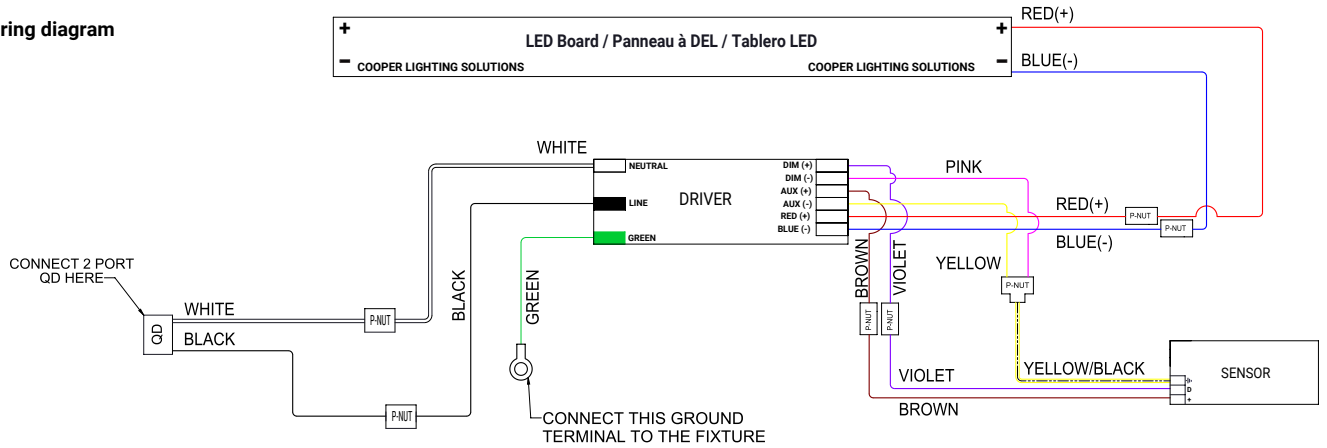 ring diagram
RED(+)
+ LED Board / Panneau à DEL / Tablero LED +
BLUE(-)
− COOPER LIGHTING SOLUTIONS COOPER LIGHTING SOLUTIONS −
WHITE
NEUTRAL
LINE
GREEN
DRIVER
DIM (+)
DIM (-)
AUX (+)
AUX (-)
RED (+)
BLUE (-)
PINK
RED(+)
P-NUT
P-NUT
BLUE(-)
YELLOW
BROWN
VIOLET
P-NUT
P-NUT
P-NUT
CONNECT 2 PORT
QD HERE
WHITE
QD
BLACK
P-NUT
BLACK
GREEN
P-NUT
CONNECT THIS GROUND
TERMINAL TO THE FIXTURE
VIOLET
YELLOW/BLACK
BROWN
D
+
SENSOR